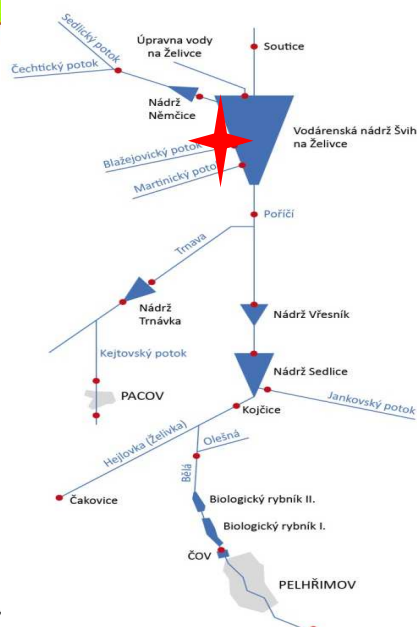 Sedlický potok
Úpravna vody
na Želivce
Soutice
Čechtický potok
Nádrž
Němčice
Vodárenská nádrž Švih
na Želivce
Blažejovický potok
Martinický poto
Poříčí
Trnava
Nádrž
Trnávka
Nádrž Vřesník
Kejtovský potok
Nádrž Sedlice
PACOV
Jankovský potok
Kojčice
Hejlovka (Želivka)
Olešná
Bělá
Čakovice
Biologický rybník II.
Biologický rybník I.
ČOV
PELHŘIMOV